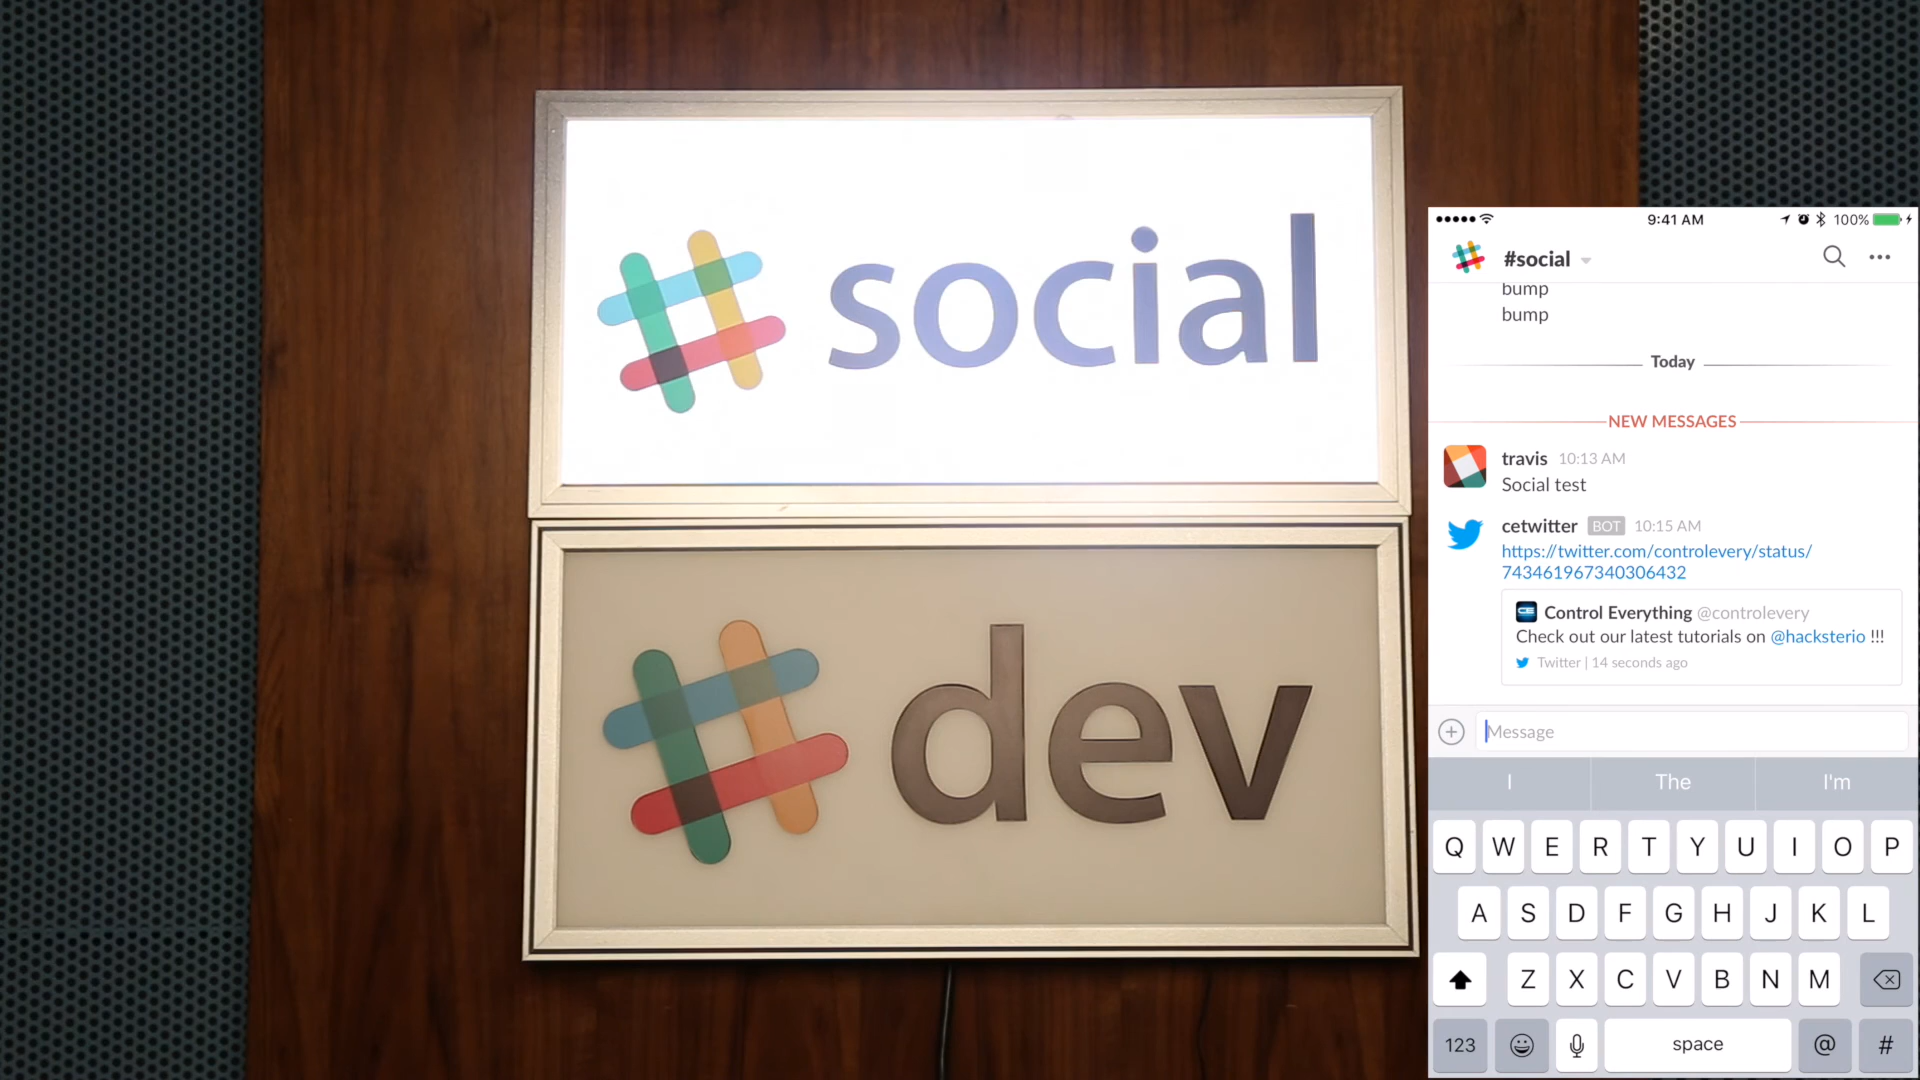 #social
#dev
9:41 AM
100%
#social
bump
bump
Today
NEW MESSAGES
travis 10:13 AM
Social test
cetwitter BOT 10:15 AM
https://twitter.com/controlevery/status/
743461967340306432
CE Control Everything @controlevery
Check out our latest tutorials on @hacksterio !!!
Twitter | 14 seconds ago
Message
I The I'm
Q W E R T Y U I O P
A S D F G H J K L
Z X C V B N M
123 space @ #